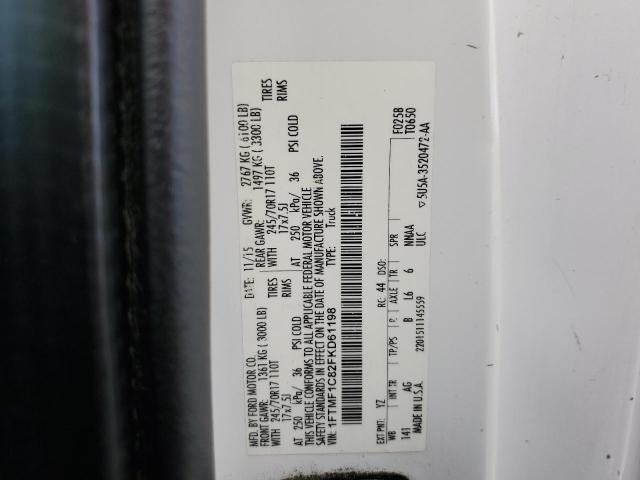 MFD. BY FORD MOTOR CO.
DATE: 11/15 GVWR: 2767 KG ( 6100 LB)
FRONT GAWR: 1361 KG ( 3000 LB) REAR GAWR: 1497 KG ( 3300 LB)
WITH 245/70R17 110T TIRES WITH 245/70R17 110T TIRES
17x7.5J RIMS 17x7.5J RIMS
AT 250 kPa/ 36 PSI COLD AT 250 kPa/ 36 PSI COLD
THIS VEHICLE CONFORMS TO ALL APPLICABLE FEDERAL MOTOR VEHICLE
SAFETY STANDARDS IN EFFECT ON THE DATE OF MANUFACTURE SHOWN ABOVE.
VIN: 1FTMF1C82FKD61198 TYPE: Truck
F0258
T0650
EXT PNT: YZ RC: 44 DSO:
WB INT TR TP/PS R AXLE TR SPR
141 AG B L6 6 NNNAA
2201511145559 ULC
MADE IN U.S.A. 5U5A-3520472-AA